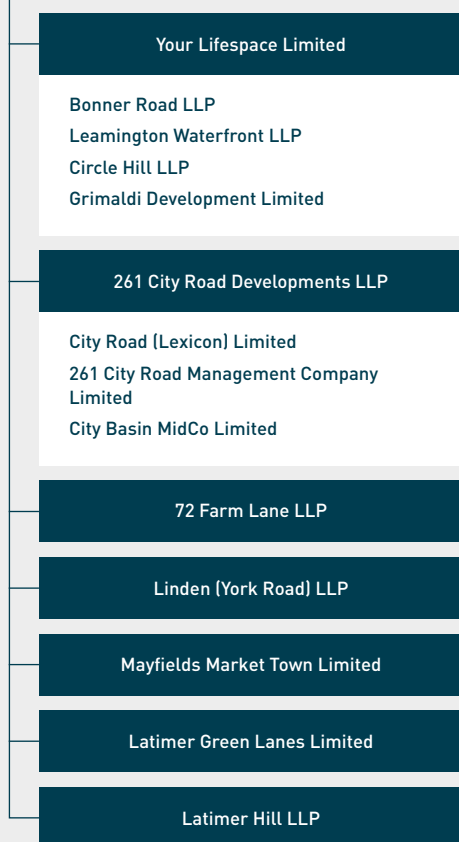 Your Lifespace Limited
Bonner Road LLP
Leamington Waterfront LLP
Circle Hill LLP
Grimaldi Development Limited
261 City Road Developments LLP
City Road (Lexicon) Limited
261 City Road Management Company
Limited
City Basin MidCo Limited
72 Farm Lane LLP
Linden (York Road) LLP
Mayfields Market Town Limited
Latimer Green Lanes Limited
Latimer Hill LLP